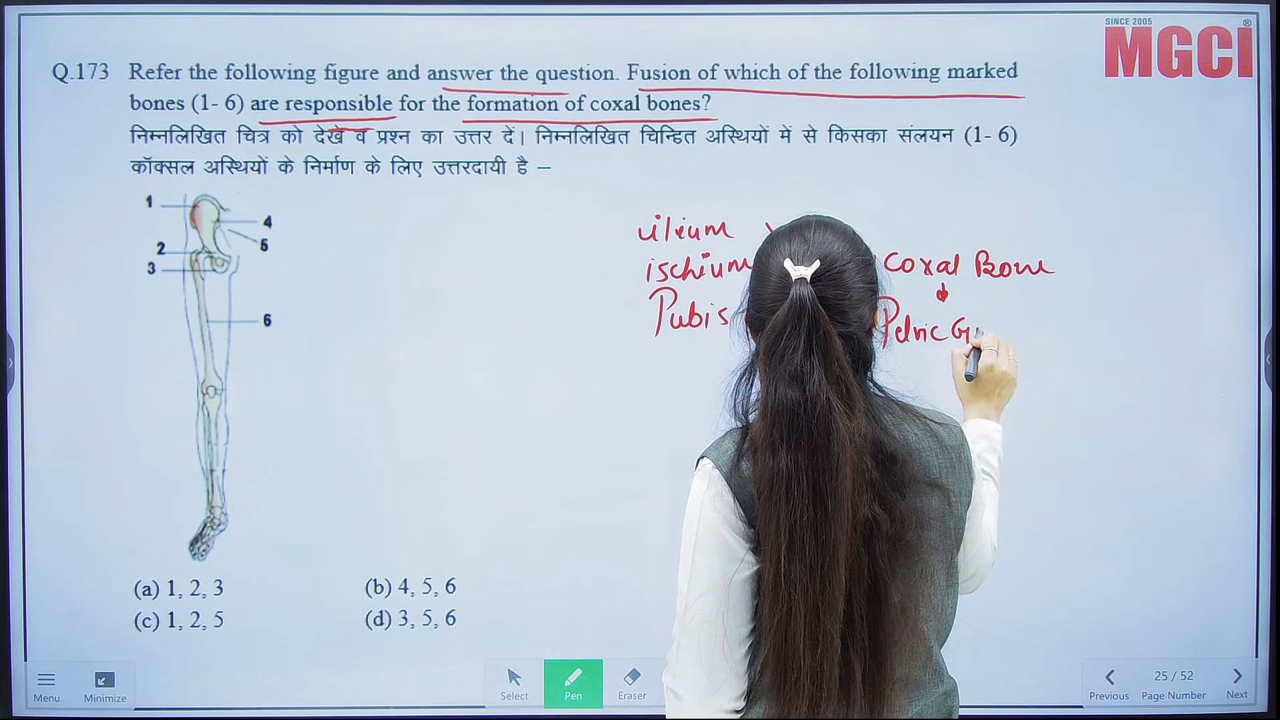 SINCE 2005
MGCI
®
Q.173 Refer the following figure and answer the question. Fusion of which of the following marked
bones (1- 6) are responsible for the formation of coxal bones?
निम्नलिखित चित्र को देखें व प्रश्न का उत्तर दें। निम्नलिखित चिन्हित अस्थियों में से किसका संलयन (1- 6)
कॉक्सल अस्थियों के निर्माण के लिए उत्तरदायी है –
1
4
5
2
3
6
ilium
ischium
Coxal Bone
Pubis
Pelvic G
(a) 1, 2, 3 (b) 4, 5, 6
(c) 1, 2, 5 (d) 3, 5, 6
Menu
Minimize
Select
Pen
Eraser
Previous
25 / 52
Page Number
Next